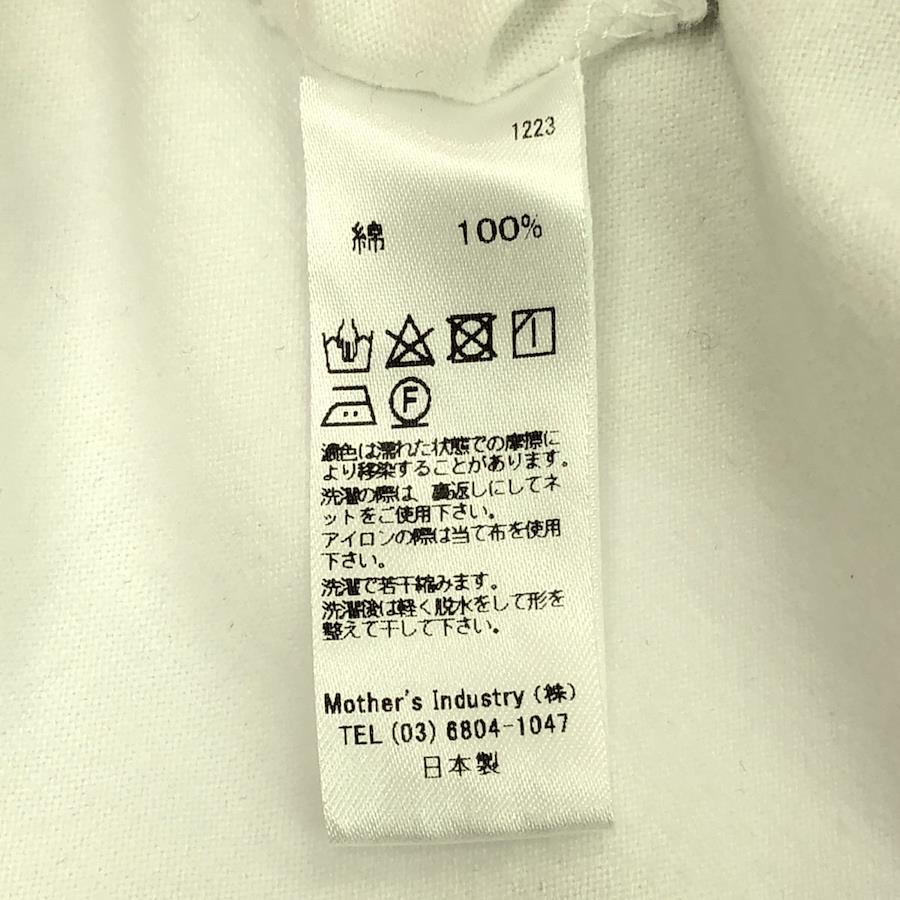 1223
綿 100%
F
濃色は濡れた状態での摩擦に
より移染することがあります。
洗濯の際は 裏返しにしてネ
ットをご使用下さい。
アイロンの際は当て布を使用
下さい。
洗濯で若干縮みます。
洗濯後は軽く脱水をして形を
整えて干して下さい。
Mother's Industry (株)
TEL (03) 6804-1047
日本製